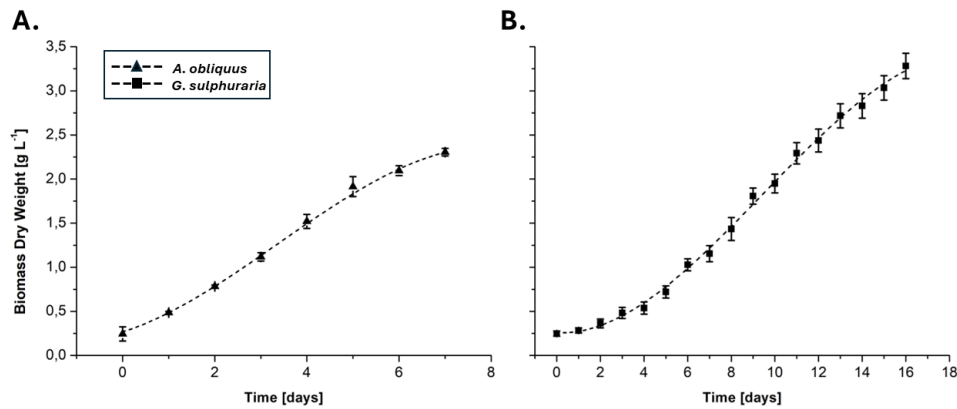 A.
B.
3,5
3,0
2,5
2,0
1,5
1,0
0,5
0,0
Biomass Dry Weight [g L-1]
A. obliquus
G. sulphuraria
0 2 4 6 8
Time [days]
0 2 4 6 8 10 12 14 16 18
Time [days]